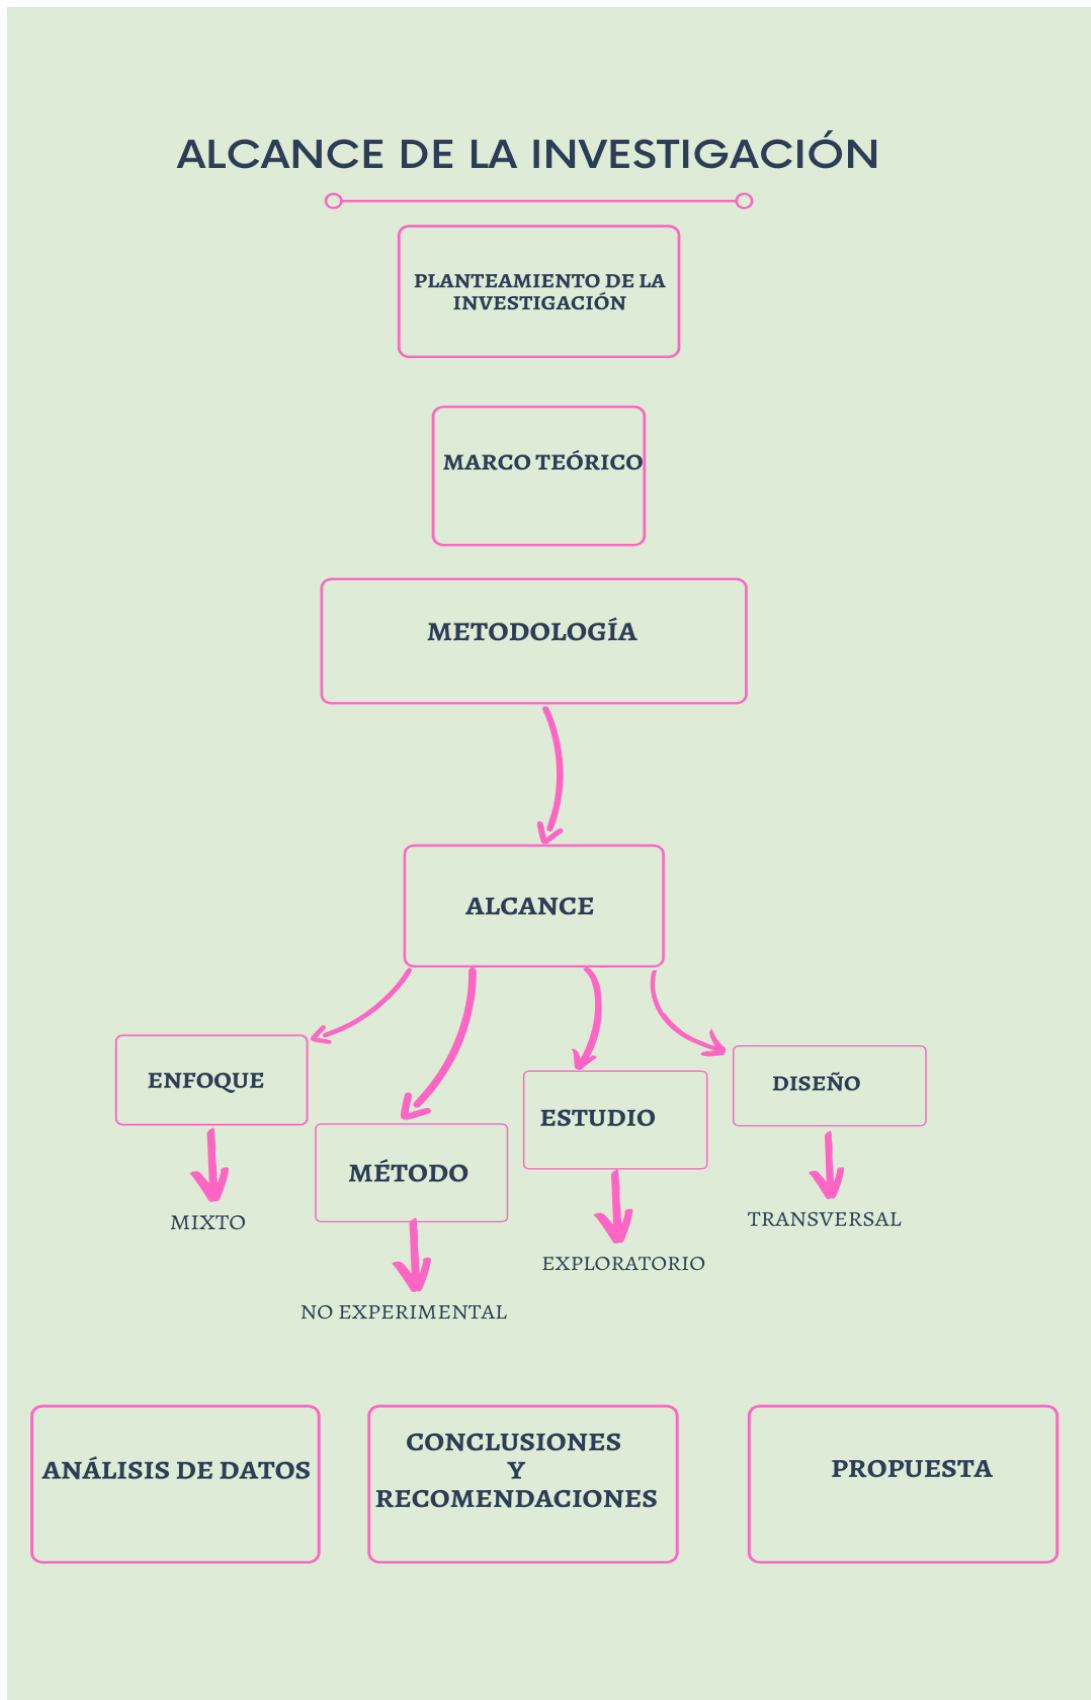 ALCANCE DE LA INVESTIGACIÓN
PLANTEAMIENTO DE LA
INVESTIGACIÓN
MARCO TEÓRICO
METODOLOGÍA
ALCANCE
ENFOQUE
MÉTODO
ESTUDIO
DISEÑO
MIXTO
NO EXPERIMENTAL
EXPLORATORIO
TRANSVERSAL
ANÁLISIS DE DATOS
CONCLUSIONES
Y
RECOMENDACIONES
PROPUESTA